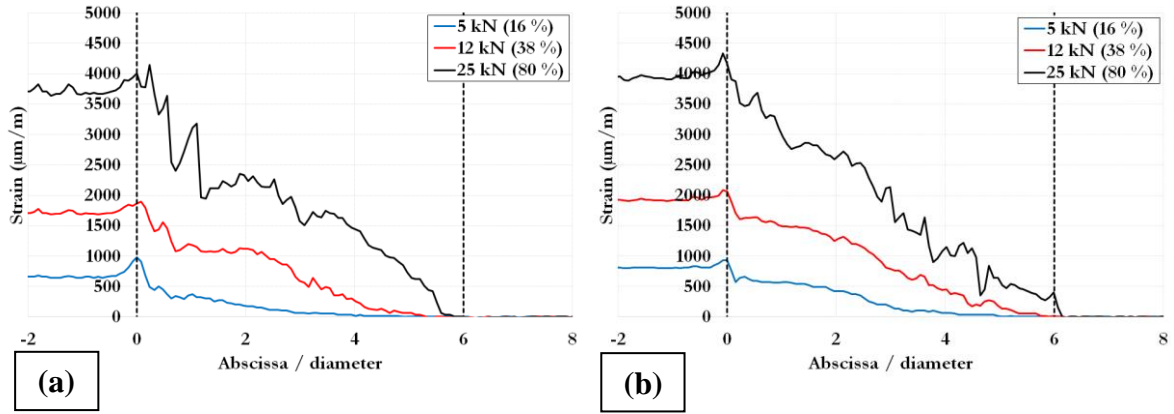 5000
4500
4000
3500
3000
2500
2000
1500
1000
500
0
Strain (µm/m)
5 kN (16 %)
12 kN (38 %)
25 kN (80 %)
-2 0 2 4 6 8
Abscissa / diameter
(a)
5000
4500
4000
3500
3000
2500
2000
1500
1000
500
0
Strain (µm/m)
5 kN (16 %)
12 kN (38 %)
25 kN (80 %)
-2 0 2 4 6 8
Abscissa / diameter
(b)